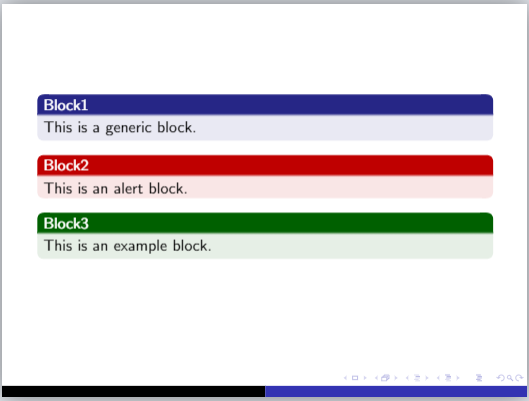 Block1
This is a generic block.
Block2
This is an alert block.
Block3
This is an example block.